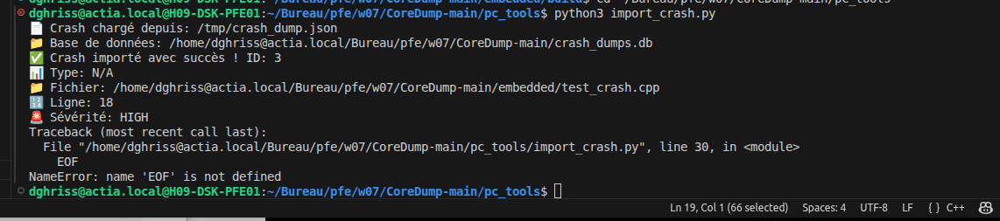 dghriss@actia.local@H09-DSK-PFE01:~/Bureau/pfe/w07/CoreDump-main/pc_tools$ python3 import_crash.py
📄 Crash chargé depuis: /tmp/crash_dump.json
📁 Base de données: /home/dghriss@actia.local/Bureau/pfe/w07/CoreDump-main/crash_dumps.db
✅ Crash importé avec succès ! ID: 3
📊 Type: N/A
📁 Fichier: /home/dghriss@actia.local/Bureau/pfe/w07/CoreDump-main/embedded/test_crash.cpp
🔢 Ligne: 18
🚨 Sévérité: HIGH
Traceback (most recent call last):
  File "/home/dghriss@actia.local/Bureau/pfe/w07/CoreDump-main/pc_tools/import_crash.py", line 30, in <module>
    EOF
NameError: name 'EOF' is not defined
dghriss@actia.local@H09-DSK-PFE01:~/Bureau/pfe/w07/CoreDump-main/pc_tools$
Ln 19, Col 1 (66 selected) Spaces: 4 UTF-8 LF { } C++